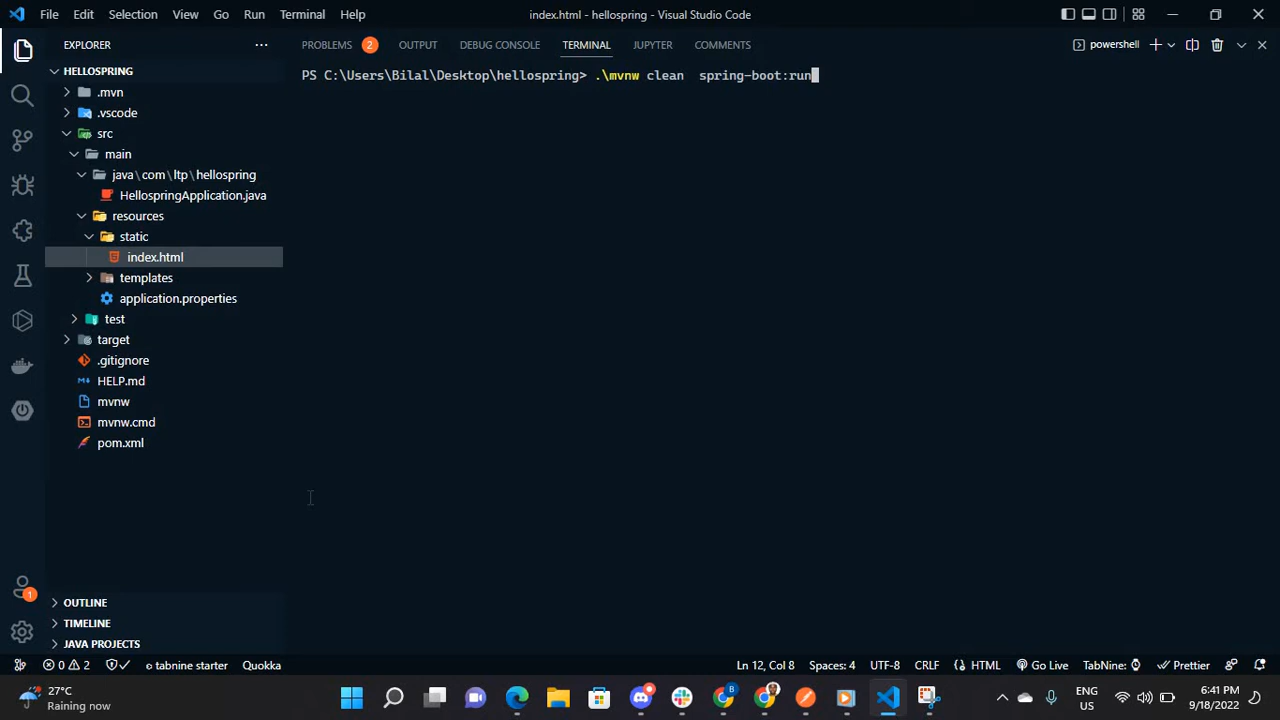 File Edit Selection View Go Run Terminal Help
index.html - hellospring - Visual Studio Code
EXPLORER
HELLOSPRING
.mvn
.vscode
src
main
java\com\ltp\hellospring
HellospringApplication.java
resources
static
index.html
templates
application.properties
test
target
.gitignore
HELP.md
mvnw
mvnw.cmd
pom.xml
OUTLINE
TIMELINE
JAVA PROJECTS
PROBLEMS 2 OUTPUT DEBUG CONSOLE TERMINAL JUPYTER COMMENTS
powershell
PS C:\Users\Bilal\Desktop\hellospring> .\mvnw clean  spring-boot:run
1
0 2 tabnine starter Quokka
Ln 12, Col 8 Spaces: 4 UTF-8 CRLF HTML Go Live TabNine: Prettier
27°C
Raining now
B
ENG
US
6:41 PM
9/18/2022